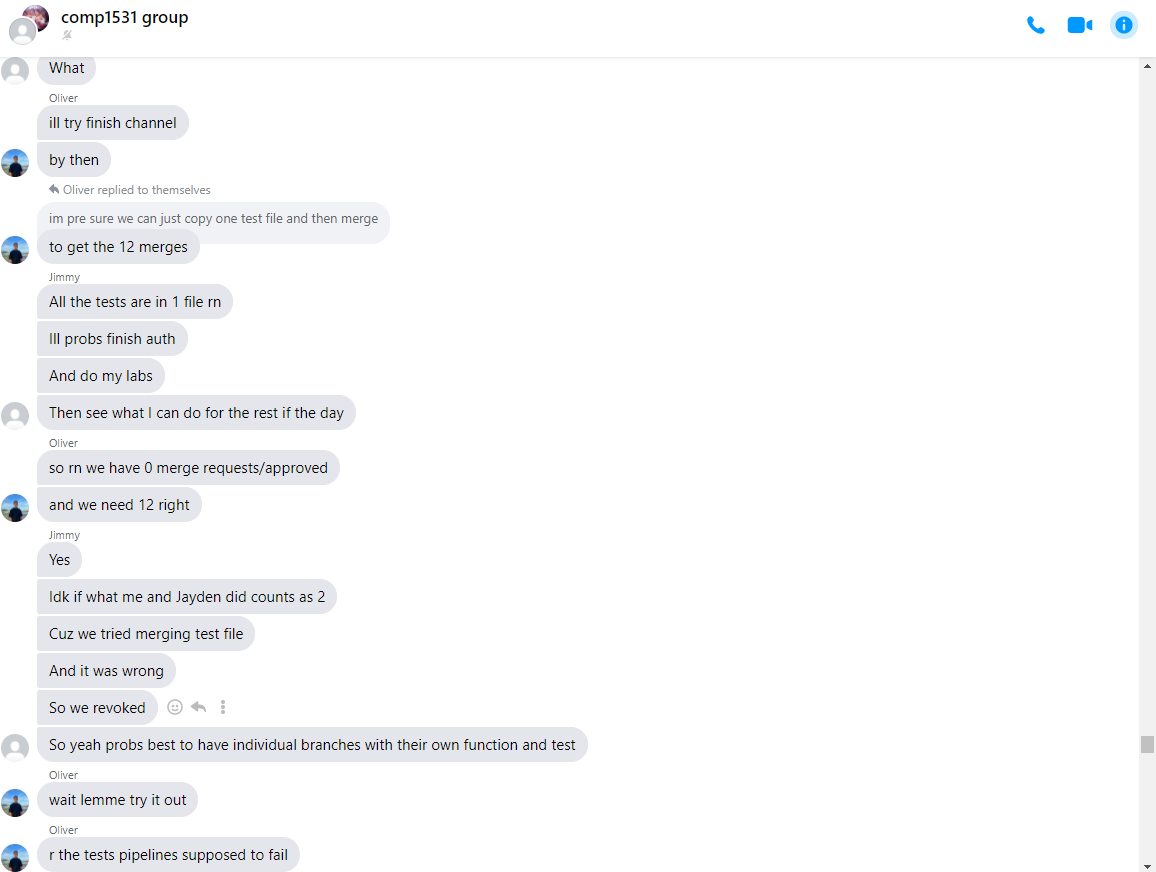 comp1531 group
What
Oliver
ill try finish channel
by then
Oliver replied to themselves
im pre sure we can just copy one test file and then merge
to get the 12 merges
Jimmy
All the tests are in 1 file rn
Ill probs finish auth
And do my labs
Then see what I can do for the rest if the day
Oliver
so rn we have 0 merge requests/approved
and we need 12 right
Jimmy
Yes
Idk if what me and Jayden did counts as 2
Cuz we tried merging test file
And it was wrong
So we revoked
So yeah probs best to have individual branches with their own function and test
Oliver
wait lemme try it out
Oliver
r the tests pipelines supposed to fail